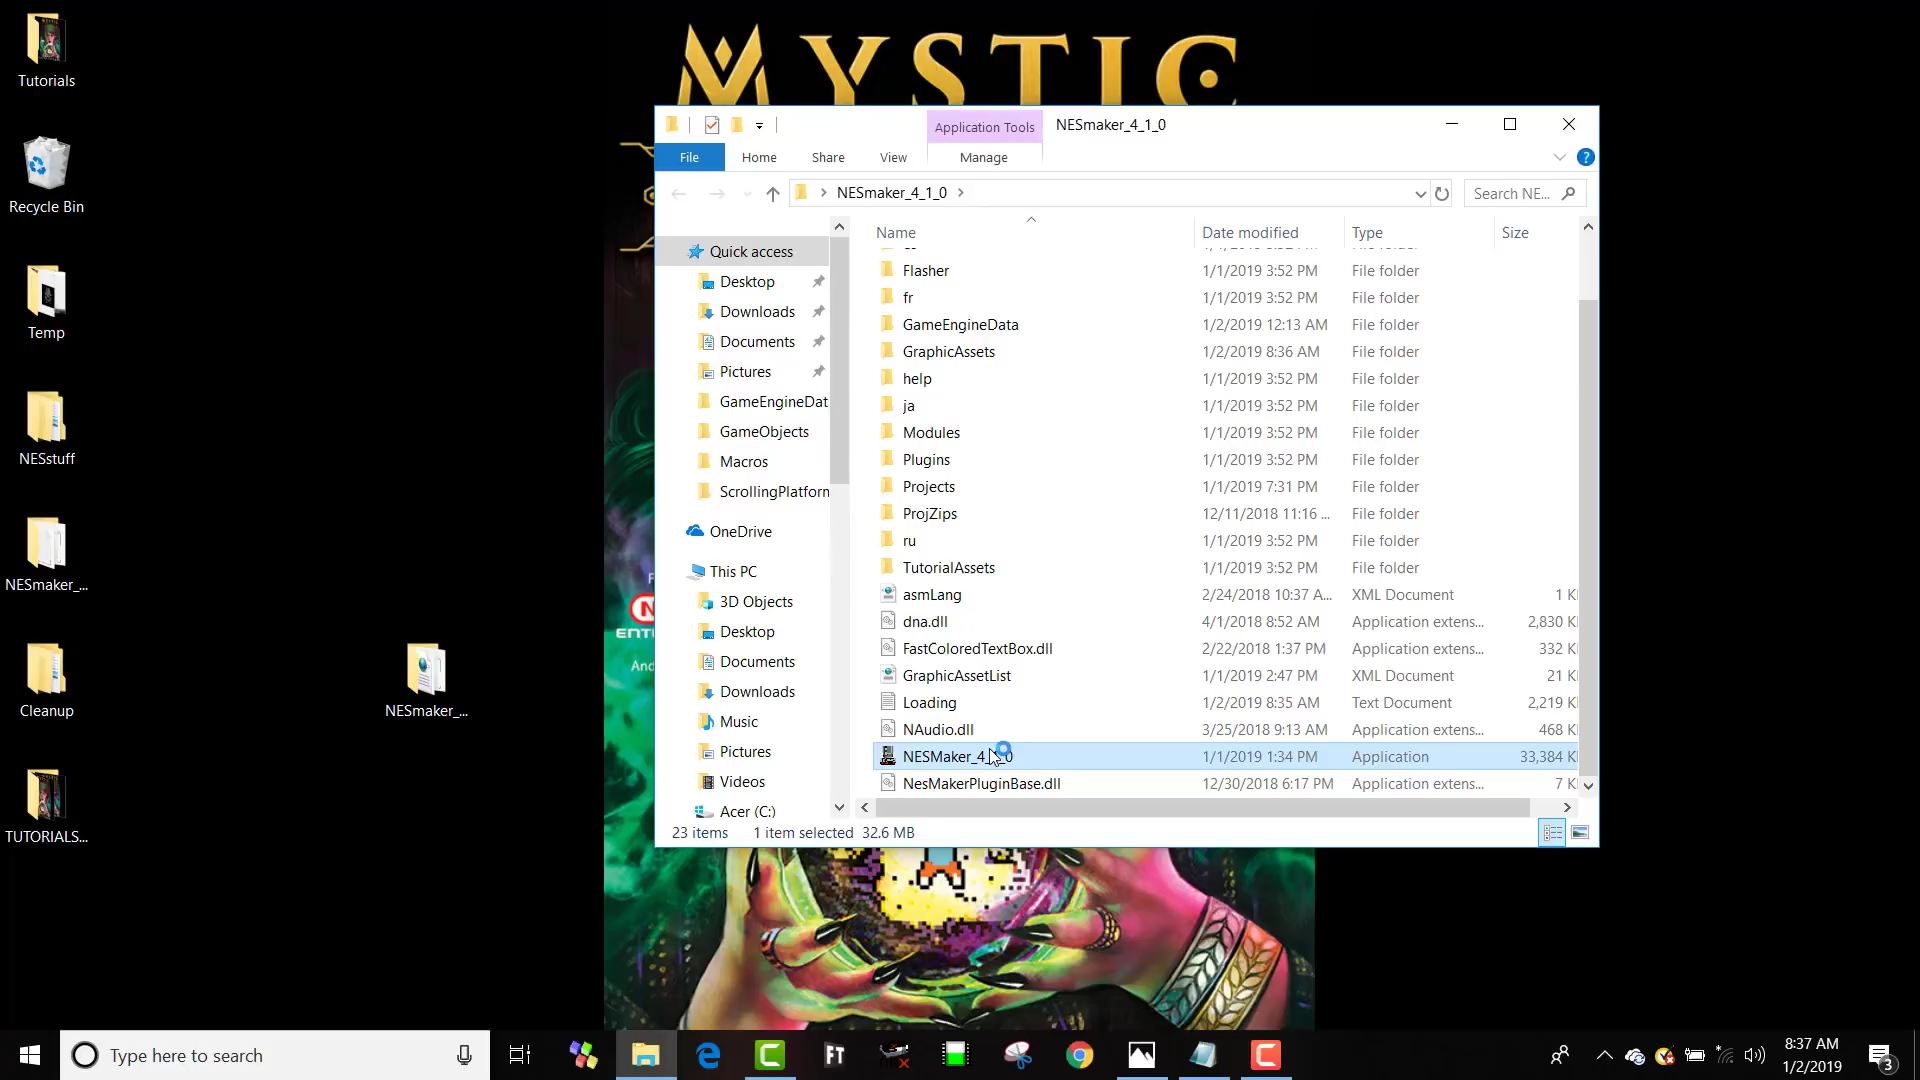 MYSTIC
Tutorials
Recycle Bin
Temp
NESstuff
NESmaker_...
Cleanup
TUTORIALS...
NESmaker_...
Application Tools
NESmaker_4_1_0
File
Home
Share
View
Manage
NESmaker_4_1_0
Search NE...
Quick access
Desktop
Downloads
Documents
Pictures
GameEngineDat
GameObjects
Macros
ScrollingPlatforn
OneDrive
This PC
3D Objects
Desktop
Documents
Downloads
Music
Pictures
Videos
Acer (C:)
Name Date modified Type Size
Flasher 1/1/2019 3:52 PM File folder
fr 1/1/2019 3:52 PM File folder
GameEngineData 1/2/2019 12:13 AM File folder
GraphicAssets 1/2/2019 8:36 AM File folder
help 1/1/2019 3:52 PM File folder
ja 1/1/2019 3:52 PM File folder
Modules 1/1/2019 3:52 PM File folder
Plugins 1/1/2019 3:52 PM File folder
Projects 1/1/2019 7:31 PM File folder
ProjZips 12/11/2018 11:16 ... File folder
ru 1/1/2019 3:52 PM File folder
TutorialAssets 1/1/2019 3:52 PM File folder
asmLang 2/24/2018 10:37 A... XML Document 1 K
dna.dll 4/1/2018 8:52 AM Application extens... 2,830 K
FastColoredTextBox.dll 2/22/2018 1:37 PM Application extens... 332 K
GraphicAssetList 1/1/2019 2:47 PM XML Document 21 K
Loading 1/2/2019 8:35 AM Text Document 2,219 K
NAudio.dll 3/25/2018 9:13 AM Application extens... 468 K
NESMaker_4_1_0 1/1/2019 1:34 PM Application 33,384 K
NesMakerPluginBase.dll 12/30/2018 6:17 PM Application extens... 7 K
23 items 1 item selected 32.6 MB
Type here to search
FT
8:37 AM
1/2/2019
3